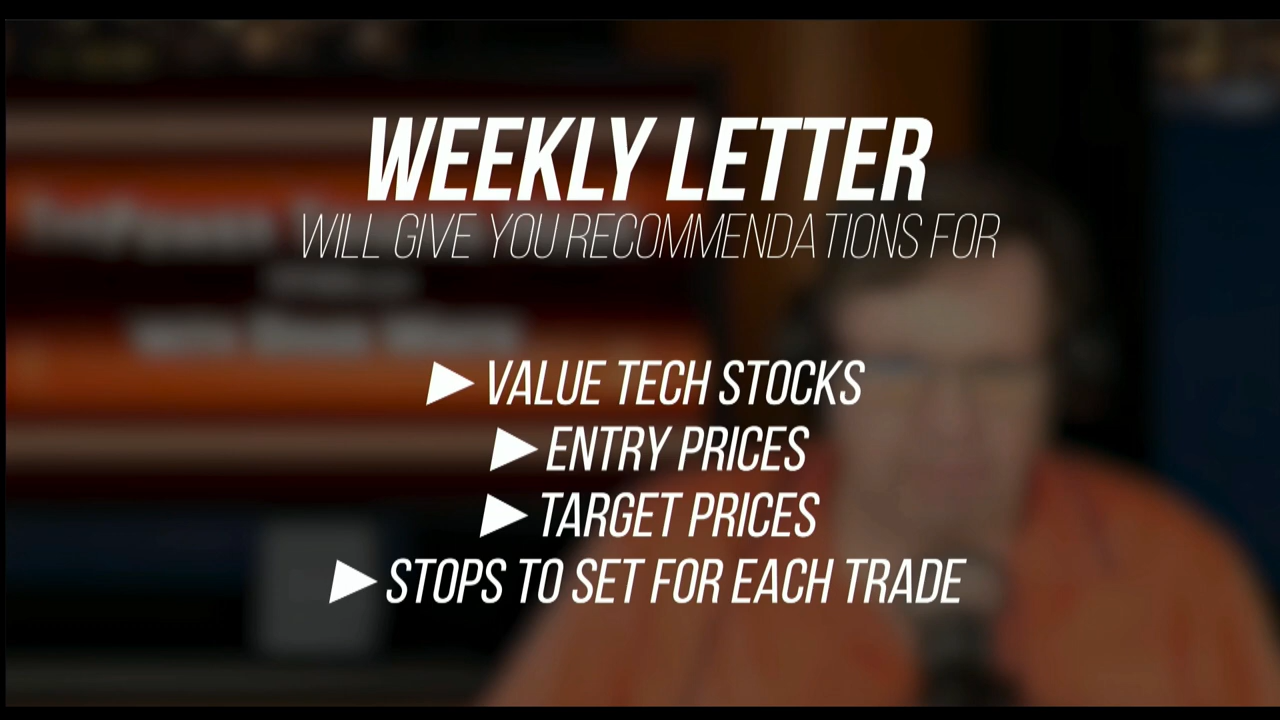 WEEKLY LETTER
WILL GIVE YOU RECOMMENDATIONS FOR
▶ VALUE TECH STOCKS
▶ ENTRY PRICES
▶ TARGET PRICES
▶ STOPS TO SET FOR EACH TRADE